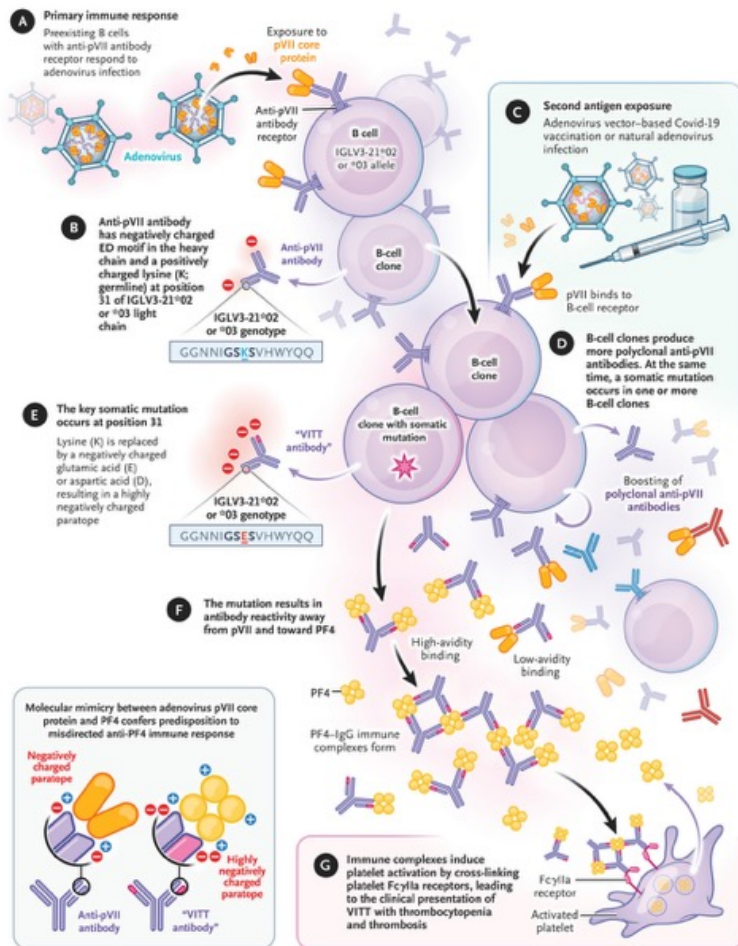 A
Primary immune response
Preexisting B cells
with anti-pVII antibody
receptor respond to
adenovirus infection
Adenovirus
Exposure to
pVII core
protein
Anti-pVII
antibody
receptor
B cell
IGLV3-21*02
or *03 allele
B
Anti-pVII antibody
has negatively charged
ED motif in the heavy
chain and a positively
charged lysine (K;
germline) at position
31 of IGLV3-21*02
or *03 light
chain
Anti-pVII
antibody
B-cell
clone
IGLV3-21*02
or *03 genotype
GGNNIGSKSVHWYQQ
C
Second antigen exposure
Adenovirus vector–based Covid-19
vaccination or natural adenovirus
infection
pVII binds to
B-cell receptor
B-cell
clone
D
B-cell clones produce
more polyclonal anti-pVII
antibodies. At the same
time, a somatic mutation
occurs in one or more
B-cell clones
Boosting of
polyclonal anti-pVII
antibodies
E
The key somatic mutation
occurs at position 31
Lysine (K) is replaced
by a negatively charged
glutamic acid (E)
or aspartic acid (D),
resulting in a highly
negatively charged
paratope
"VITT
antibody"
B-cell
clone with somatic
mutation
IGLV3-21*02
or *03 genotype
GGNNIGSESVHWYQQ
F
The mutation results in
antibody reactivity away
from pVII and toward PF4
High-avidity
binding
Low-avidity
binding
PF4
PF4–IgG immune
complexes form
Molecular mimicry between adenovirus pVII core
protein and PF4 confers predisposition to
misdirected anti-PF4 immune response
Negatively
charged
paratope
Highly
negatively
charged
paratope
Anti-pVII
antibody
"VITT
antibody"
G
Immune complexes induce
platelet activation by cross-linking
platelet FcγIIa receptors, leading
to the clinical presentation of
VITT with thrombocytopenia
and thrombosis
FcγIIa
receptor
Activated
platelet